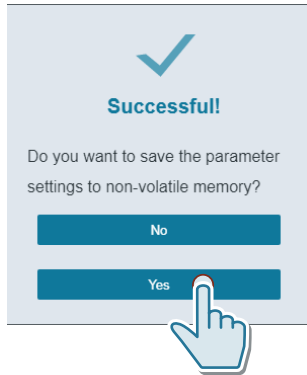 Successful!
Do you want to save the parameter
settings to non-volatile memory?
No
Yes